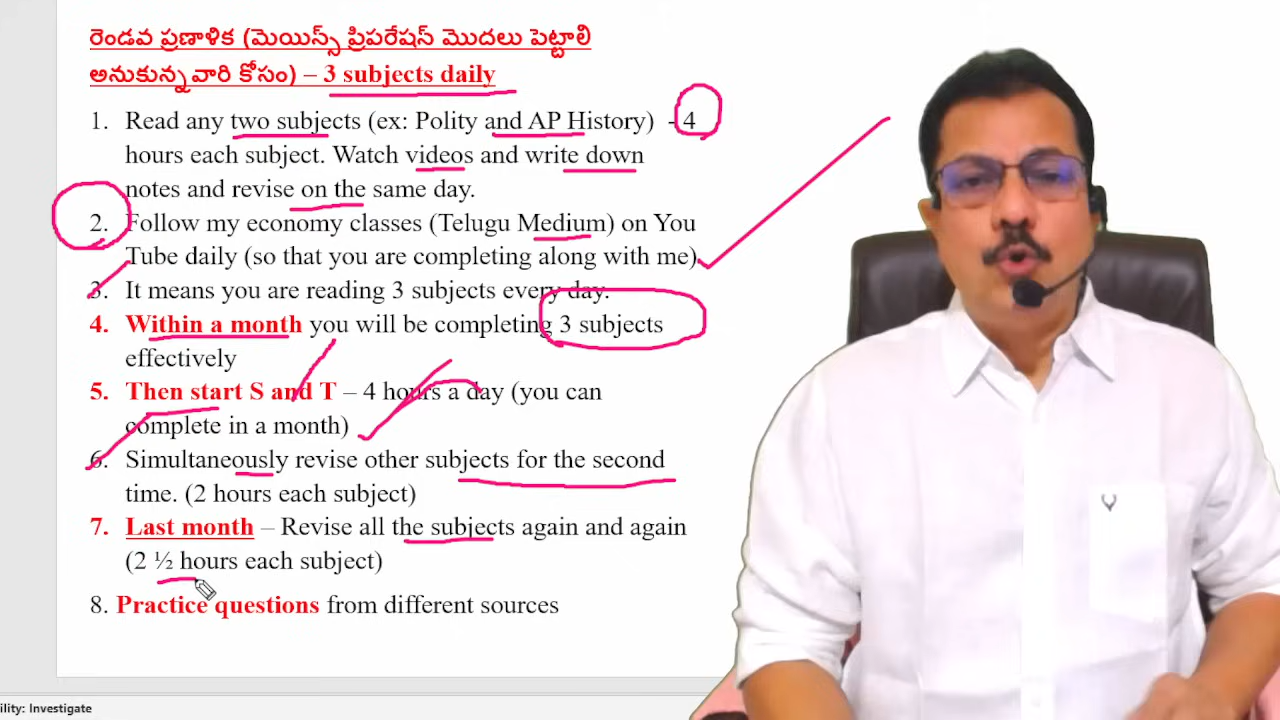 రెండవ ప్రణాళిక (మెయిన్స్ ప్రిపరేషన్ మొదలు పెట్టాలి
అనుకున్నవారి కోసం) – 3 subjects daily
1. Read any two subjects (ex: Polity and AP History) - 4
hours each subject. Watch videos and write down
notes and revise on the same day.
2. Follow my economy classes (Telugu Medium) on You
Tube daily (so that you are completing along with me).
3. It means you are reading 3 subjects every day.
4. Within a month you will be completing 3 subjects
effectively
5. Then start S and T – 4 hours a day (you can
complete in a month)
6. Simultaneously revise other subjects for the second
time. (2 hours each subject)
7. Last month – Revise all the subjects again and again
(2 ½ hours each subject)
8. Practice questions from different sources
ility: Investigate